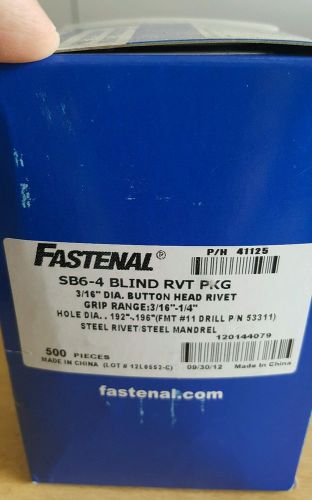 FASTENAL®
P/N 41125
SB6-4 BLIND RVT PKG
3/16" DIA. BUTTON HEAD RIVET
GRIP RANGE:3/16"-1/4"
HOLE DIA. .192"-.196"(FMT #11 DRILL P/N 53311)
STEEL RIVET/STEEL MANDREL
120144079
500 PIECES
MADE IN CHINA (LOT # 12L0552-C) 09/30/12 Made In China
fastenal.com